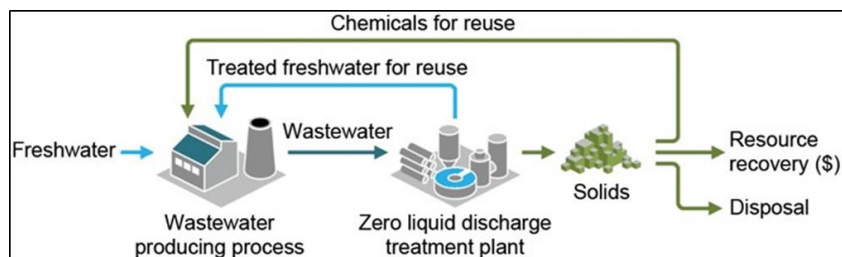 Chemicals for reuse
Treated freshwater for reuse
Freshwater
Wastewater
Wastewater
producing process
Zero liquid discharge
treatment plant
Solids
Resource
recovery ($)
Disposal